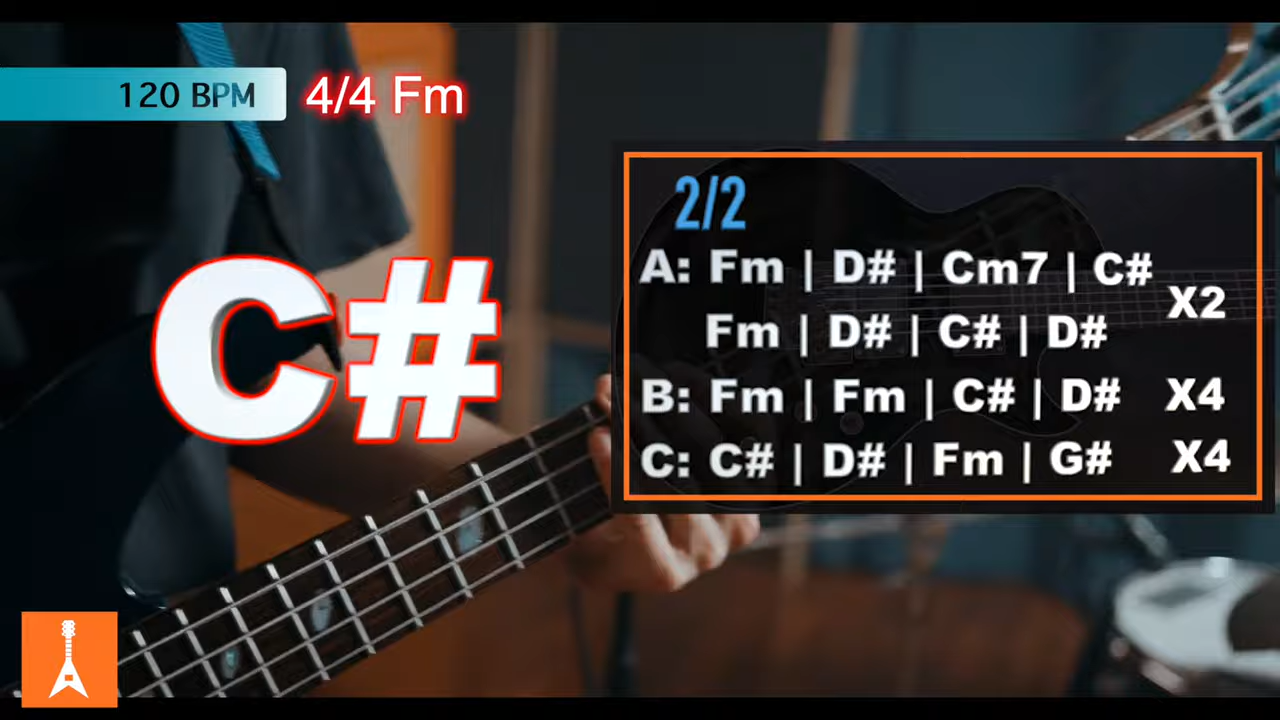 120 BPM 4/4 Fm
C#
2/2
A: Fm | D# | Cm7 | C#
X2
Fm | D# | C# | D#
B: Fm | Fm | C# | D# X4
C: C# | D# | Fm | G# X4